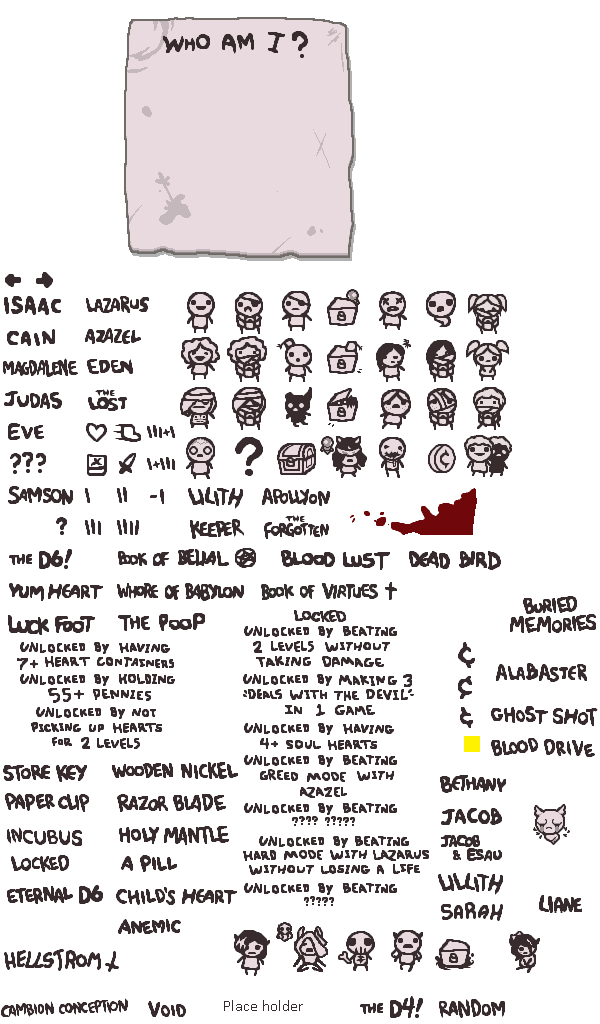 WHO AM I?
ISAAC LAZARUS
CAIN AZAZEL
MAGDALENE EDEN
JUDAS THE LOST
EVE III+I
??? I+III
SAMSON I II -I LILITH APOLLYON
? III IIII KEEPER THE FORGOTTEN
THE D6! BOOK OF BELIAL BLOOD LUST DEAD BIRD
YUM HEART WHORE OF BABYLON BOOK OF VIRTUES
LUCK FOOT THE POOP
UNLOCKED BY HAVING
7+ HEART CONTAINERS
UNLOCKED BY HOLDING
55+ PENNIES
UNLOCKED BY NOT
PICKING UP HEARTS
FOR 2 LEVELS
LOCKED
UNLOCKED BY BEATING
2 LEVELS WITHOUT
TAKING DAMAGE
UNLOCKED BY MAKING 3
"DEALS WITH THE DEVIL"
IN 1 GAME
UNLOCKED BY HAVING
4+ SOUL HEARTS
UNLOCKED BY BEATING
GREED MODE WITH
AZAZEL
UNLOCKED BY BEATING
???? ?????
UNLOCKED BY BEATING
HARD MODE WITH LAZARUS
WITHOUT LOSING A LIFE
UNLOCKED BY BEATING
?????
BURIED
MEMORIES
¢
¢
¢
ALABASTER
GHOST SHOT
BLOOD DRIVE
STORE KEY WOODEN NICKEL
PAPER CLIP RAZOR BLADE
INCUBUS HOLY MANTLE
LOCKED A PILL
ETERNAL D6 CHILD'S HEART
ANEMIC
BETHANY
JACOB
JACOB
& ESAU
LILLITH
SARAH
LIANE
HELLSTROM
CAMBION CONCEPTION VOID Place holder THE D4! RANDOM